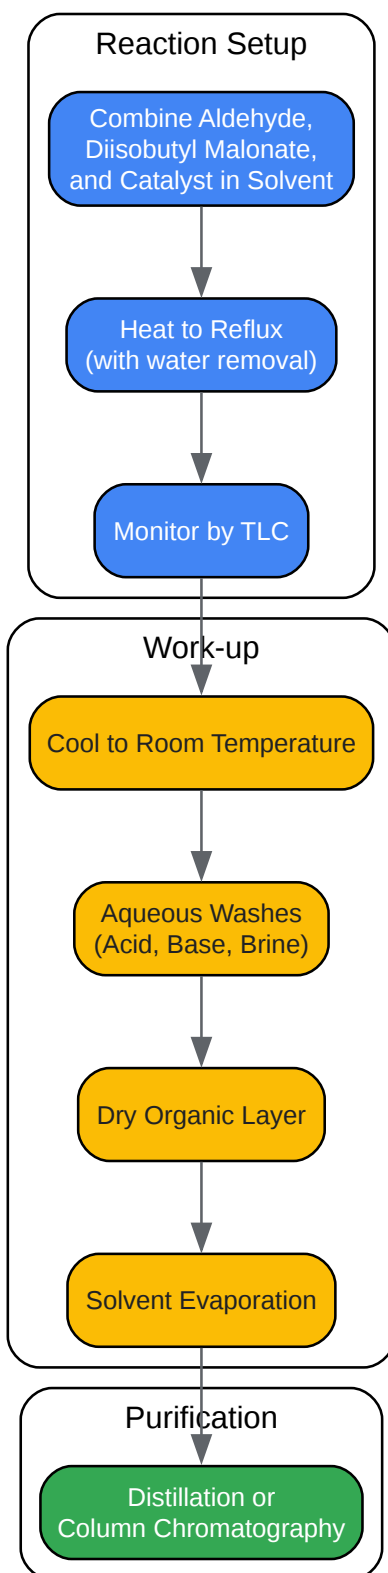 Reaction Setup
Combine Aldehyde,
Diisobutyl Malonate,
and Catalyst in Solvent
Heat to Reflux
(with water removal)
Monitor by TLC
Work-up
Cool to Room Temperature
Aqueous Washes
(Acid, Base, Brine)
Dry Organic Layer
Solvent Evaporation
Purification
Distillation or
Column Chromatography